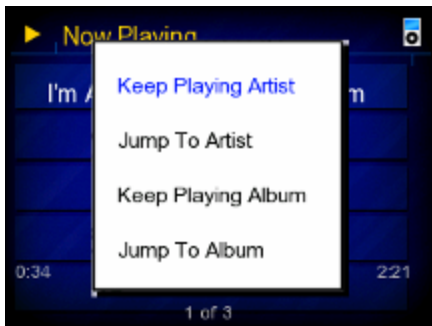 Now Playing
I'm
Keep Playing Artist
Jump To Artist
Keep Playing Album
Jump To Album
0:34
2:21
1 of 3